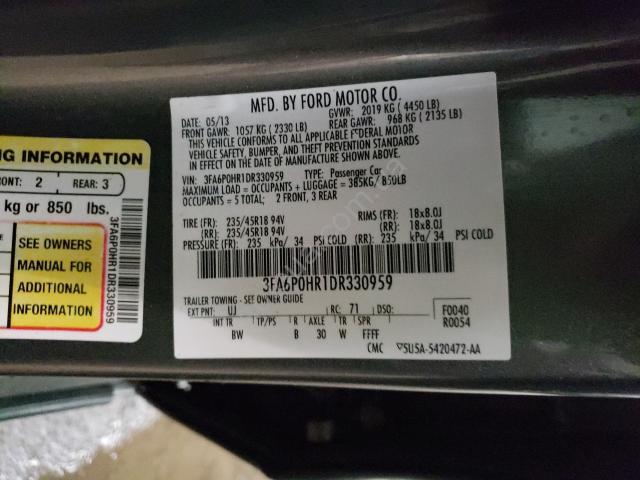 MFD. BY FORD MOTOR CO.
DATE: 05/13 GVWR: 2019 KG ( 4450 LB)
FRONT GAWR: 1057 KG ( 2330 LB) REAR GAWR: 968 KG ( 2135 LB)
THIS VEHICLE CONFORMS TO ALL APPLICABLE FEDERAL MOTOR
VEHICLE SAFETY, BUMPER, AND THEFT PREVENTION STANDARDS
IN EFFECT ON THE DATE OF MANUFACTURE SHOWN ABOVE.
VIN: 3FA6P0HR1DR330959 TYPE: Passenger Car
MAXIMUM LOAD = OCCUPANTS + LUGGAGE = 385KG/ 850LB
OCCUPANTS = 5 TOTAL; 2 FRONT, 3 REAR
TIRE (FR): 235/45R18 94V RIMS (FR): 18x8.0J
(RR): 235/45R18 94V (RR): 18x8.0J
PRESSURE (FR): 235 kPa/ 34 PSI COLD (RR): 235 kPa/ 34 PSI COLD
3FA6P0HR1DR330959
TRAILER TOWING - SEE OWNER GUIDE
EXT PNT: UJ RC: 71 DSO: F0040
R0054
INT TR TP/PS R AXLE TR SPR
BW B 30 W FFFF
CMC 5U5A-5420472-AA
NG INFORMATION
FRONT: 2 REAR: 3
kg or 850 lbs.
SEE OWNERS
MANUAL FOR
ADDITIONAL
INFORMATION
3FA6P0HR1DR330959